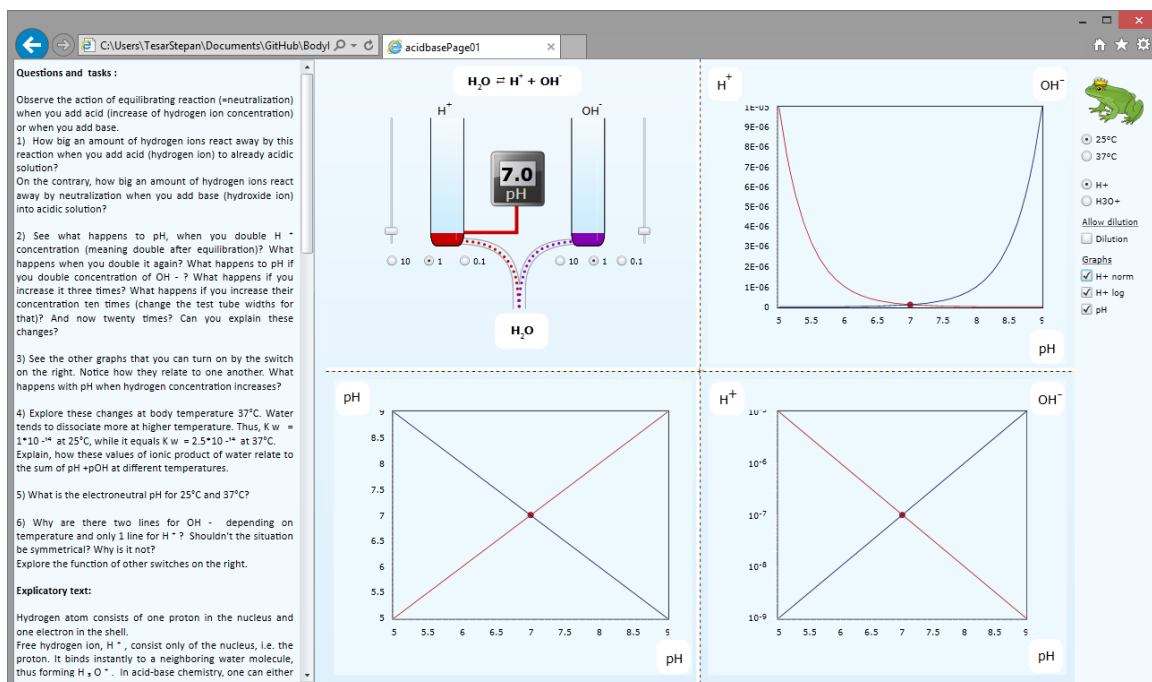 C:\Users\TesarStepan\Documents\GitHub\Bodyl
acidbasePage01
Questions and tasks :
Observe the action of equilibrating reaction (=neutralization)
when you add acid (increase of hydrogen ion concentration)
or when you add base.
1) How big an amount of hydrogen ions react away by this
reaction when you add acid (hydrogen ion) to already acidic
solution?
On the contrary, how big an amount of hydrogen ions react
away by neutralization when you add base (hydroxide ion)
into acidic solution?
2) See what happens to pH, when you double H ⁺
concentration (meaning double after equilibration)? What
happens when you double it again? What happens to pH if
you double concentration of OH - ? What happens if you
increase it three times? What happens if you increase their
concentration ten times (change the test tube widths for
that)? And now twenty times? Can you explain these
changes?
3) See the other graphs that you can turn on by the switch
on the right. Notice how they relate to one another. What
happens with pH when hydrogen concentration increases?
4) Explore these changes at body temperature 37°C. Water
tends to dissociate more at higher temperature. Thus, K w =
1*10 -¹⁴ at 25°C, while it equals K w = 2.5*10 -¹⁴ at 37°C.
Explain, how these values of ionic product of water relate to
the sum of pH +pOH at different temperatures.
5) What is the electroneutral pH for 25°C and 37°C?
6) Why are there two lines for OH - depending on
temperature and only 1 line for H ⁺ ? Shouldn't the situation
be symmetrical? Why is it not?
Explore the function of other switches on the right.
Explicatory text:
Hydrogen atom consists of one proton in the nucleus and
one electron in the shell.
Free hydrogen ion, H ⁺ , consist only of the nucleus, i.e. the
proton. It binds instantly to a neighboring water molecule,
thus forming H ₃ O ⁺ . In acid-base chemistry, one can either
H₂O ⇌ H⁺ + OH⁻
H⁺
OH⁻
7.0
pH
10 1 0.1
10 1 0.1
H₂O
H⁺
OH⁻
1E-05
9E-06
8E-06
7E-06
6E-06
5E-06
4E-06
3E-06
2E-06
1E-06
0
5 5.5 6 6.5 7 7.5 8 8.5 9
pH
pH
9
8.5
8
7.5
7
6.5
6
5.5
5
5 5.5 6 6.5 7 7.5 8 8.5 9
pH
H⁺
OH⁻
10⁻⁵
10⁻⁶
10⁻⁷
10⁻⁸
10⁻⁹
5 5.5 6 6.5 7 7.5 8 8.5 9
pH
25°C
37°C
H+
H3O+
Allow dilution
Dilution
Graphs
H+ norm
H+ log
pH